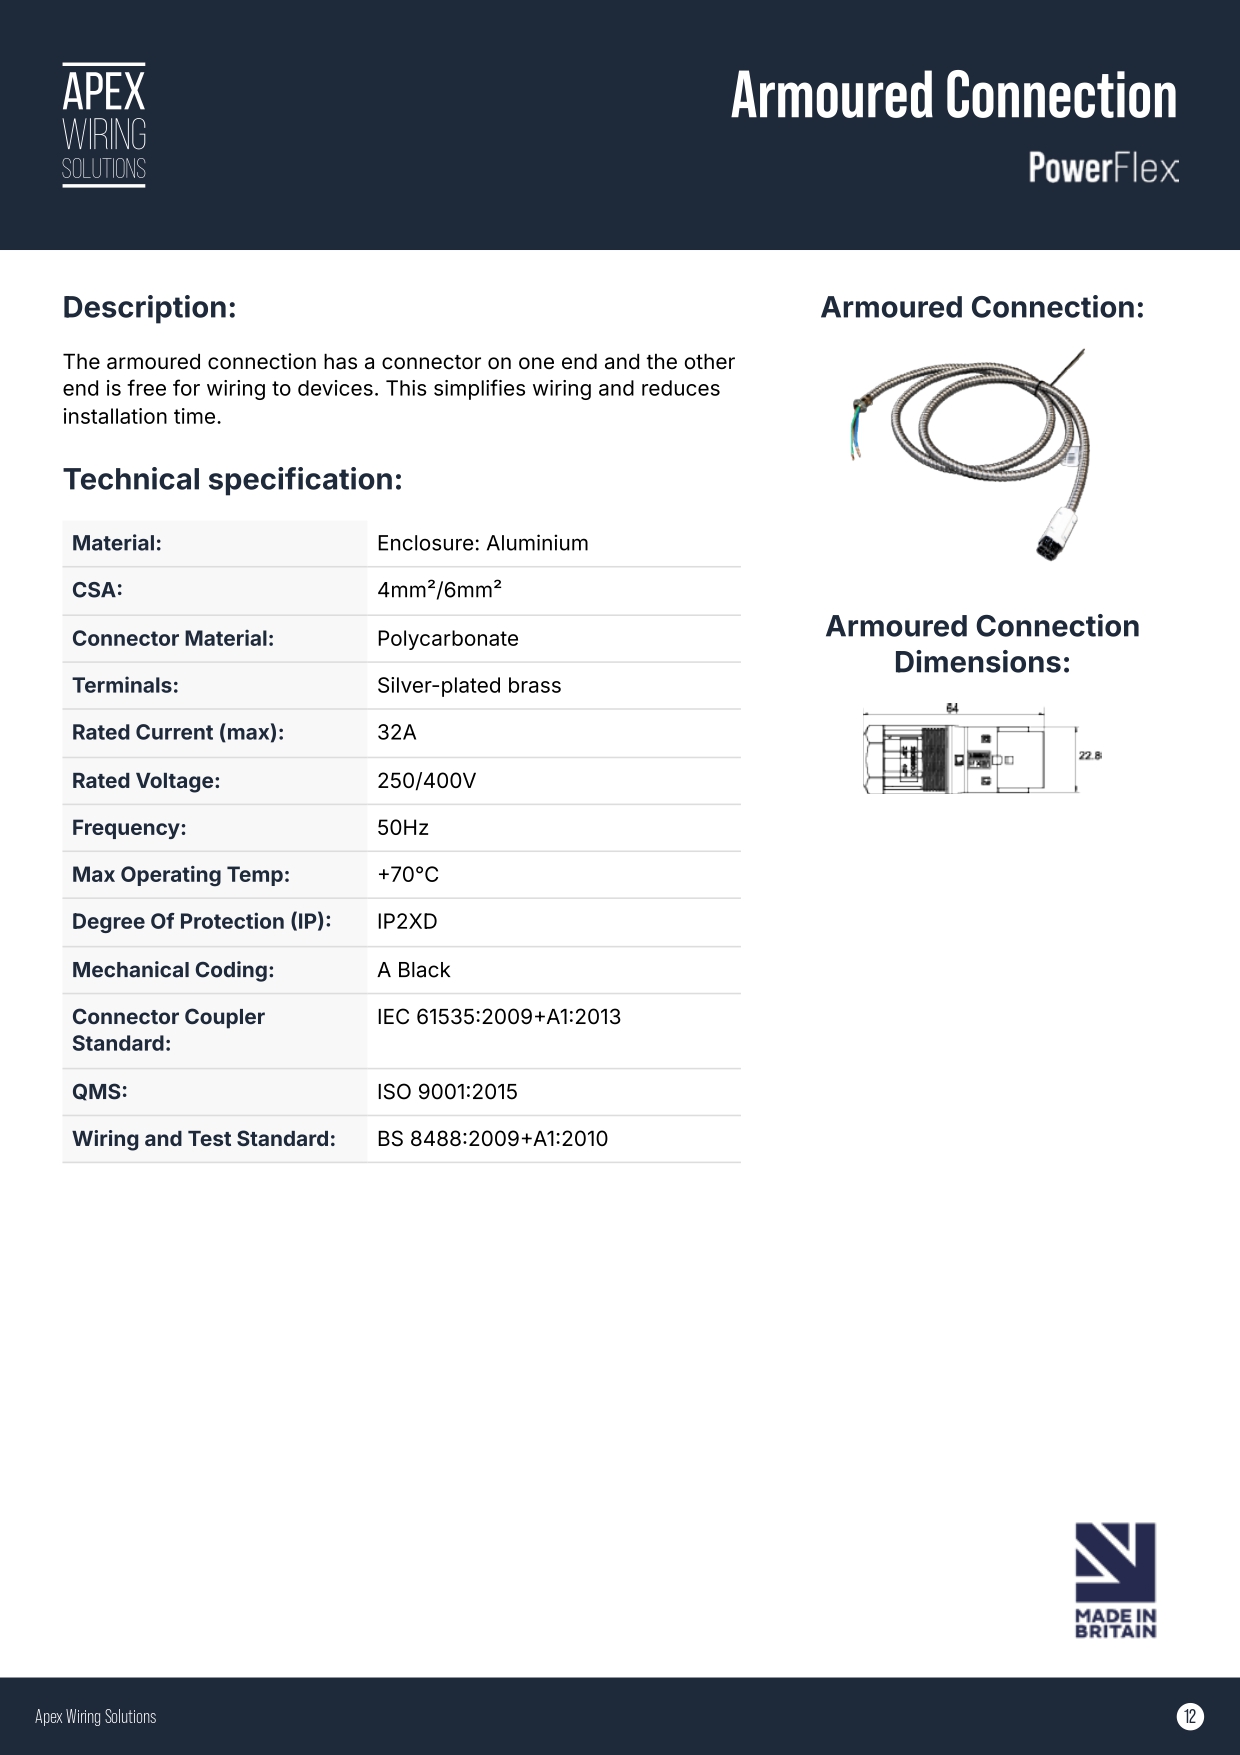 APEX
WIRING
SOLUTIONS
Armoured Connection
PowerFlex
Description:
The armoured connection has a connector on one end and the other
end is free for wiring to devices. This simplifies wiring and reduces
installation time.
Technical specification:
Material: Enclosure: Aluminium
CSA: 4mm²/6mm²
Connector Material: Polycarbonate
Terminals: Silver-plated brass
Rated Current (max): 32A
Rated Voltage: 250/400V
Frequency: 50Hz
Max Operating Temp: +70°C
Degree Of Protection (IP): IP2XD
Mechanical Coding: A Black
Connector Coupler IEC 61535:2009+A1:2013
Standard:
QMS: ISO 9001:2015
Wiring and Test Standard: BS 8488:2009+A1:2010
Armoured Connection:
Armoured Connection
Dimensions:
64
22.8
MADE IN
BRITAIN
Apex Wiring Solutions
12